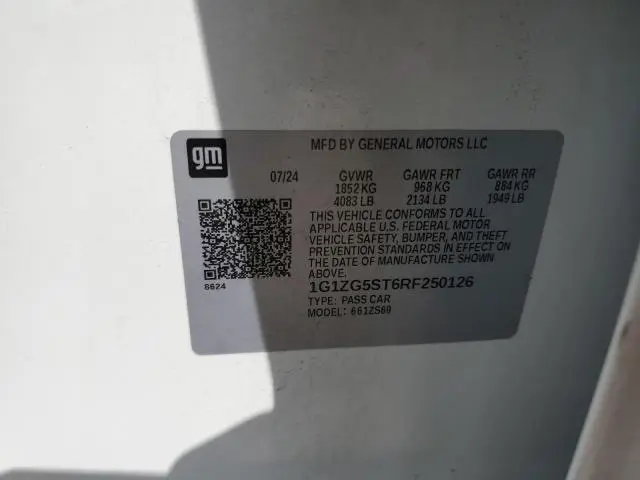 gm
MFD BY GENERAL MOTORS LLC
07/24 GVWR GAWR FRT GAWR RR
1852 KG 968 KG 884 KG
4083 LB 2134 LB 1949 LB
THIS VEHICLE CONFORMS TO ALL
APPLICABLE U.S. FEDERAL MOTOR
VEHICLE SAFETY, BUMPER, AND THEFT
PREVENTION STANDARDS IN EFFECT ON
THE DATE OF MANUFACTURE SHOWN
ABOVE.
8624
1G1ZG5ST6RF250126
TYPE: PASS CAR
MODEL: 661ZS69